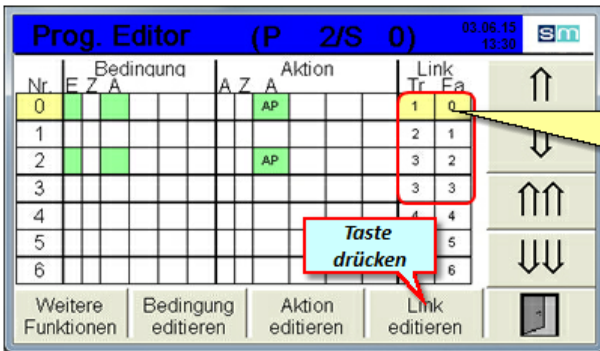 Prog. Editor (P 2/S 0) 03.06.15 13:30 sm
Bedingung Aktion Link
Nr. E Z A A Z A Tr Fa
0 AP 1 0
1 2 1
2 AP 3 2
3 3 3
4 4 4
5 5
6 6
Taste
drücken
Weitere Funktionen
Bedingung editieren
Aktion editieren
Link editieren